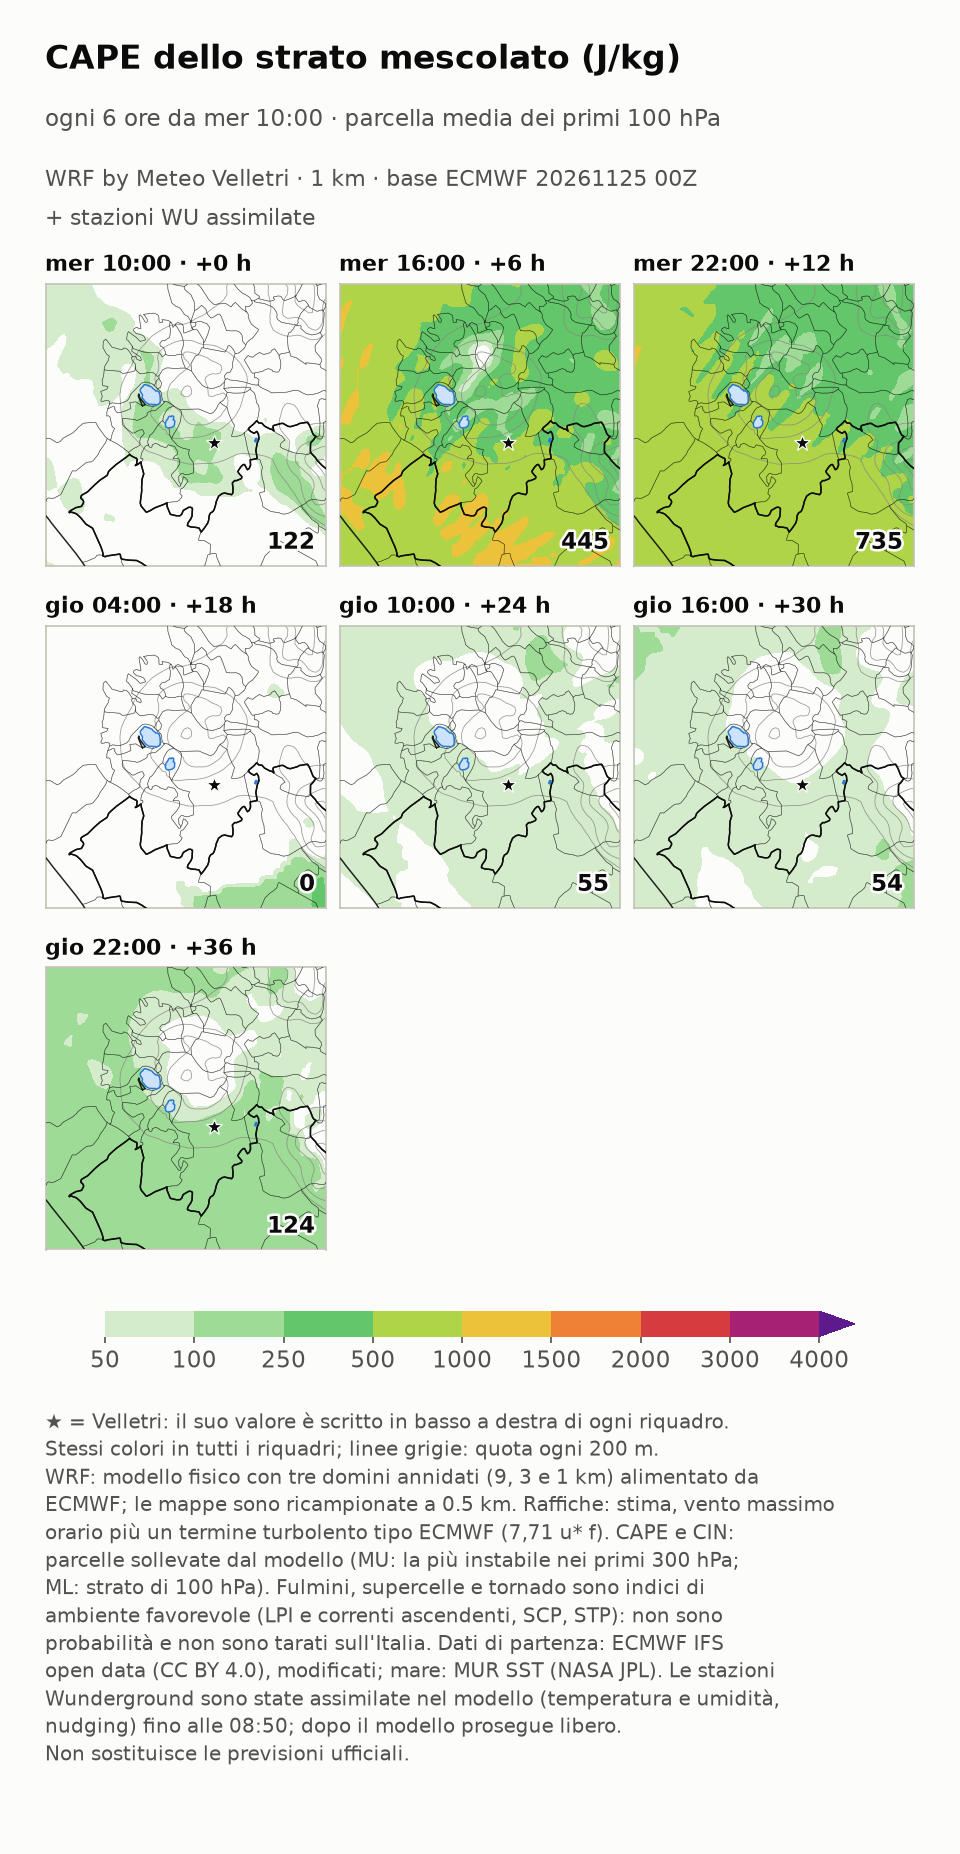 CAPE dello strato mescolato (J/kg)
ogni 6 ore da mer 10:00 · parcella media dei primi 100 hPa
WRF by Meteo Velletri · 1 km · base ECMWF 20261125 00Z
+ stazioni WU assimilate
mer 10:00 · +0 h
mer 16:00 · +6 h
mer 22:00 · +12 h
122
445
735
gio 04:00 · +18 h
gio 10:00 · +24 h
gio 16:00 · +30 h
0
55
54
gio 22:00 · +36 h
124
50 100 250 500 1000 1500 2000 3000 4000
★ = Velletri: il suo valore è scritto in basso a destra di ogni riquadro.
Stessi colori in tutti i riquadri; linee grigie: quota ogni 200 m.
WRF: modello fisico con tre domini annidati (9, 3 e 1 km) alimentato da
ECMWF; le mappe sono ricampionate a 0.5 km. Raffiche: stima, vento massimo
orario più un termine turbolento tipo ECMWF (7,71 u* f). CAPE e CIN:
parcelle sollevate dal modello (MU: la più instabile nei primi 300 hPa;
ML: strato di 100 hPa). Fulmini, supercelle e tornado sono indici di
ambiente favorevole (LPI e correnti ascendenti, SCP, STP): non sono
probabilità e non sono tarati sull'Italia. Dati di partenza: ECMWF IFS
open data (CC BY 4.0), modificati; mare: MUR SST (NASA JPL). Le stazioni
Wunderground sono state assimilate nel modello (temperatura e umidità,
nudging) fino alle 08:50; dopo il modello prosegue libero.
Non sostituisce le previsioni ufficiali.